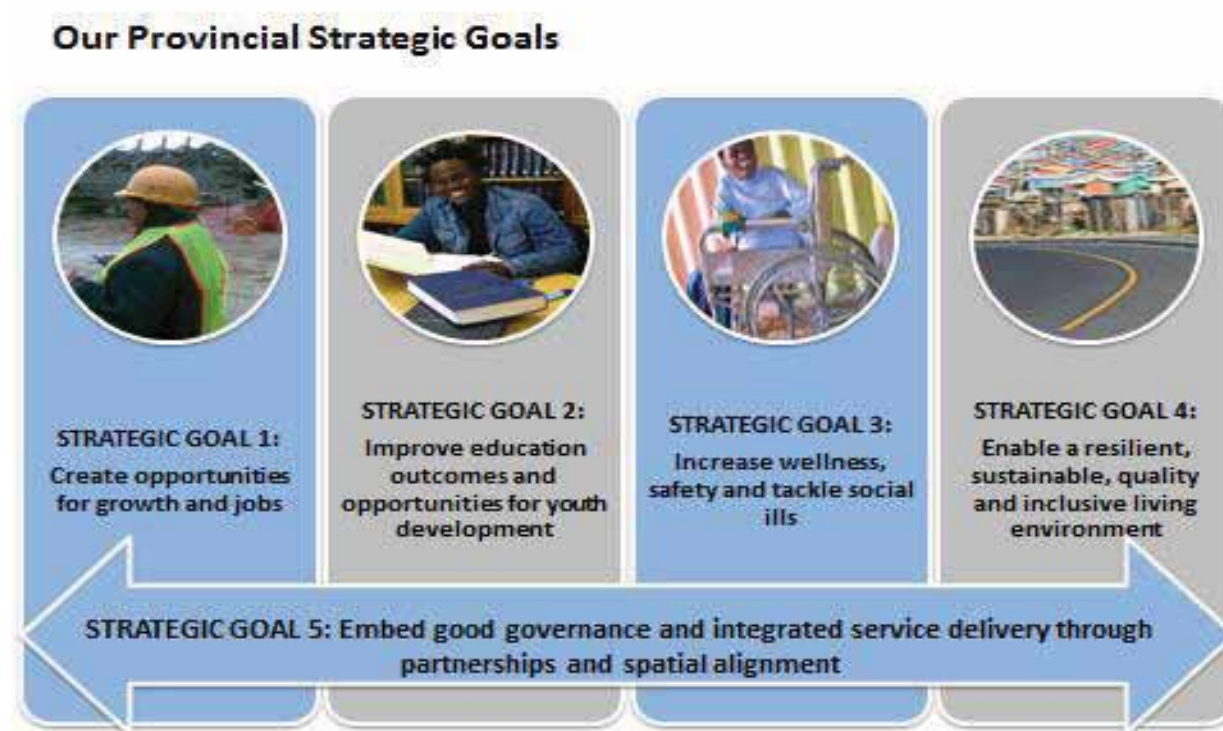 Our Provincial Strategic Goals
STRATEGIC GOAL 1:
Create opportunities
for growth and jobs
STRATEGIC GOAL 2:
Improve education
outcomes and
opportunities for youth
development
STRATEGIC GOAL 3:
Increase wellness,
safety and tackle social
ills
STRATEGIC GOAL 4:
Enable a resilient,
sustainable, quality
and inclusive living
environment
STRATEGIC GOAL 5: Embed good governance and integrated service delivery through
partnerships and spatial alignment